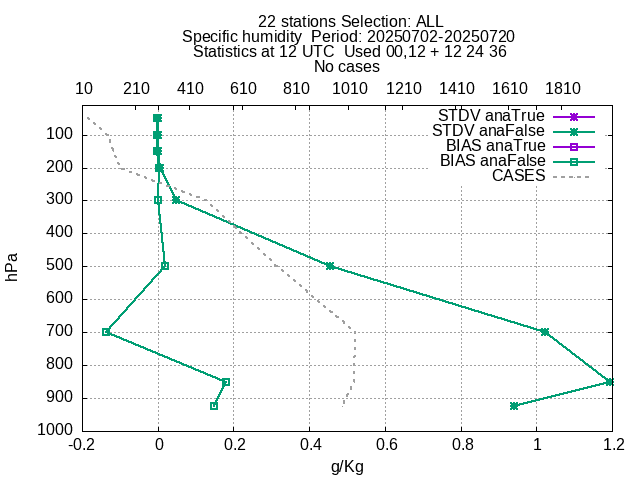 22 stations Selection: ALL
Specific humidity  Period: 20250702-20250720
Statistics at 12 UTC  Used 00,12 + 12 24 36
No cases
10 210 410 610 810 1010 1210 1410 1610 1810
STDV anaTrue
STDV anaFalse
BIAS anaTrue
BIAS anaFalse
CASES
100
200
300
400
500
600
700
800
900
1000
hPa
-0.2 0 0.2 0.4 0.6 0.8 1 1.2
g/Kg